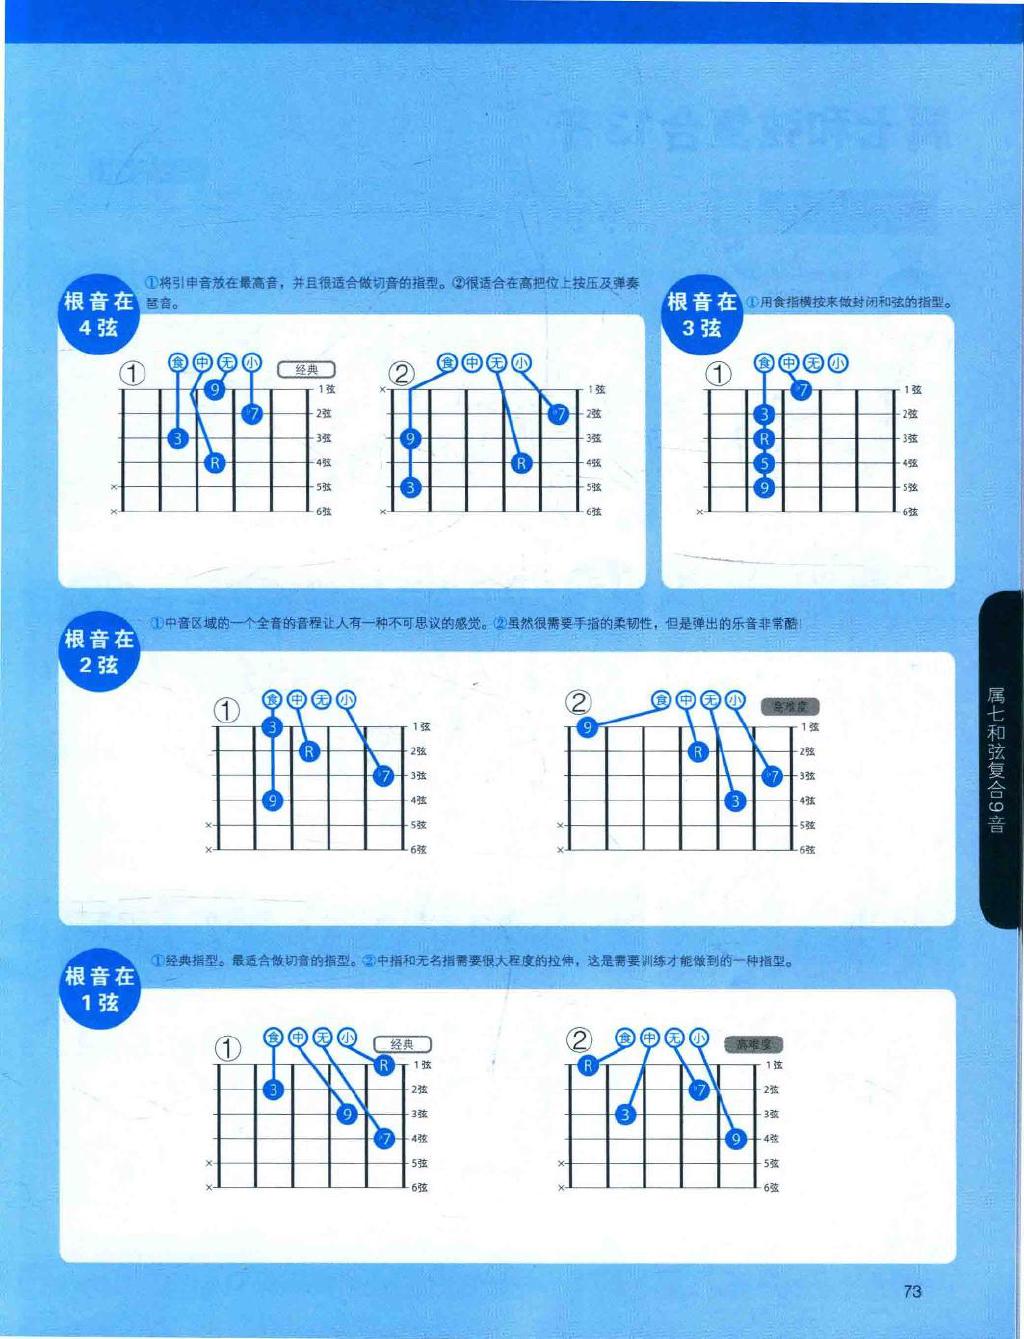 ①将引申音放在最高音，并且很适合做切音的指型。②很适合在高把位上按压及弹奏
琶音。
根音在
4弦
① 食 中 无 小 经典
9 1弦
♭7 2弦
3 3弦
R 4弦
× 5弦
× 6弦
② 食 中 无 小
× 1弦
♭7 2弦
9 3弦
R 4弦
3 5弦
× 6弦
根音在
3弦
①用食指横按来做封闭和弦的指型。
① 食 中 无 小
♭7 1弦
3 2弦
R 3弦
5 4弦
9 5弦
× 6弦
根音在
2弦
①中音区域的一个全音的音程让人有一种不可思议的感觉。②虽然很需要手指的柔韧性，但是弹出的乐音非常酷!
① 食 中 无 小
3 1弦
R 2弦
♭7 3弦
9 4弦
× 5弦
× 6弦
② 食 中 无 小 高难度
9 1弦
R 2弦
♭7 3弦
3 4弦
× 5弦
× 6弦
根音在
1弦
①经典指型。最适合做切音的指型。②中指和无名指需要很大程度的拉伸，这是需要训练才能做到的一种指型。
① 食 中 无 小 经典
R 1弦
3 2弦
9 3弦
♭7 4弦
× 5弦
× 6弦
② 食 中 无 小 高难度
R 1弦
♭7 2弦
3 3弦
9 4弦
× 5弦
× 6弦
属七和弦复合9音
73